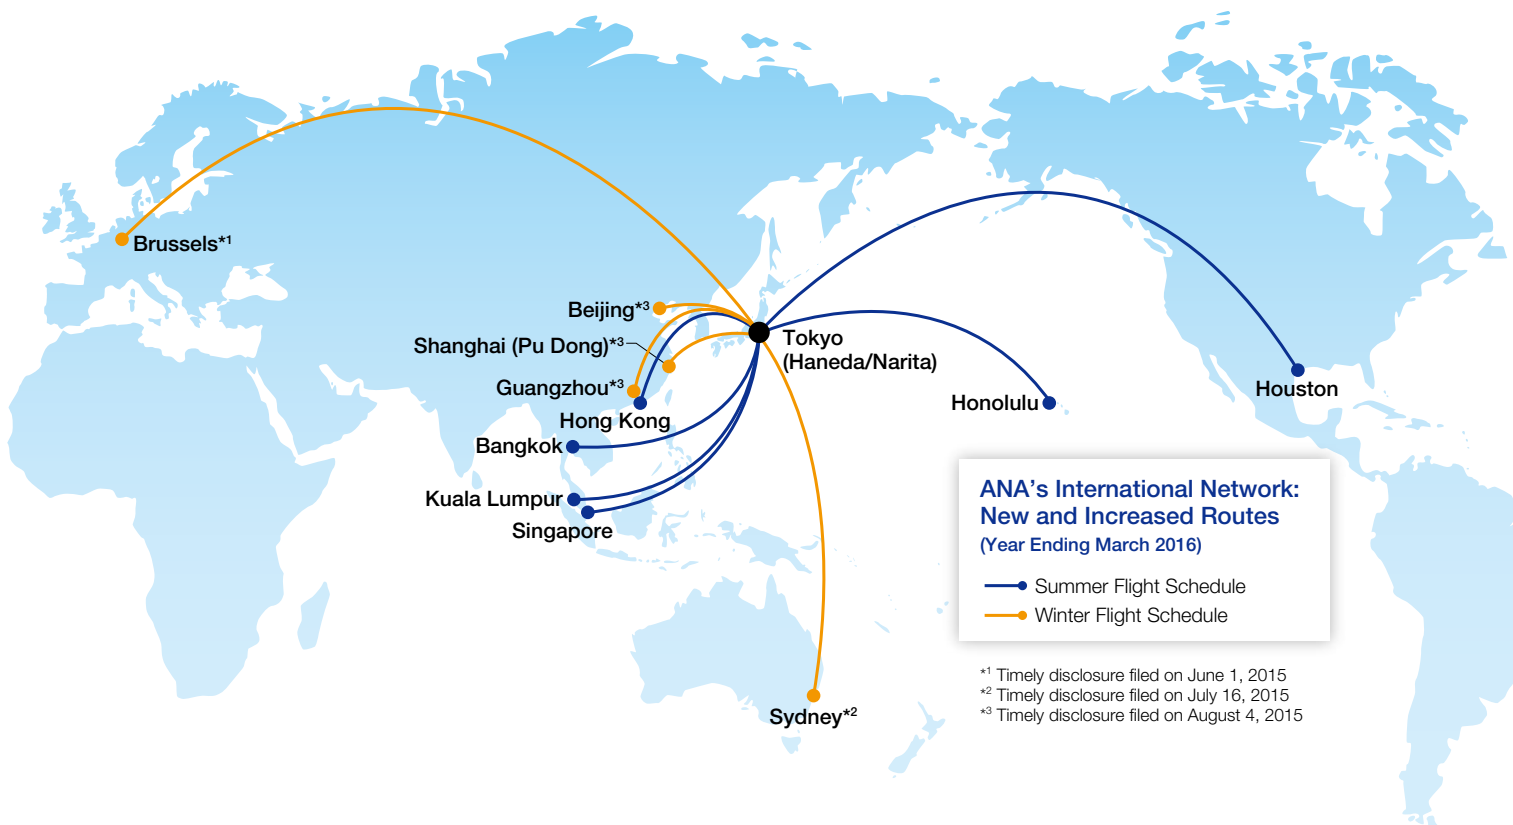 Brussels*1
Beijing*3
Shanghai (Pu Dong)*3
Tokyo
(Haneda/Narita)
Guangzhou*3
Hong Kong
Houston
Honolulu
Bangkok
Kuala Lumpur
Singapore
ANA's International Network:
New and Increased Routes
(Year Ending March 2016)
Summer Flight Schedule
Winter Flight Schedule
*1 Timely disclosure filed on June 1, 2015
*2 Timely disclosure filed on July 16, 2015
*3 Timely disclosure filed on August 4, 2015
Sydney*2